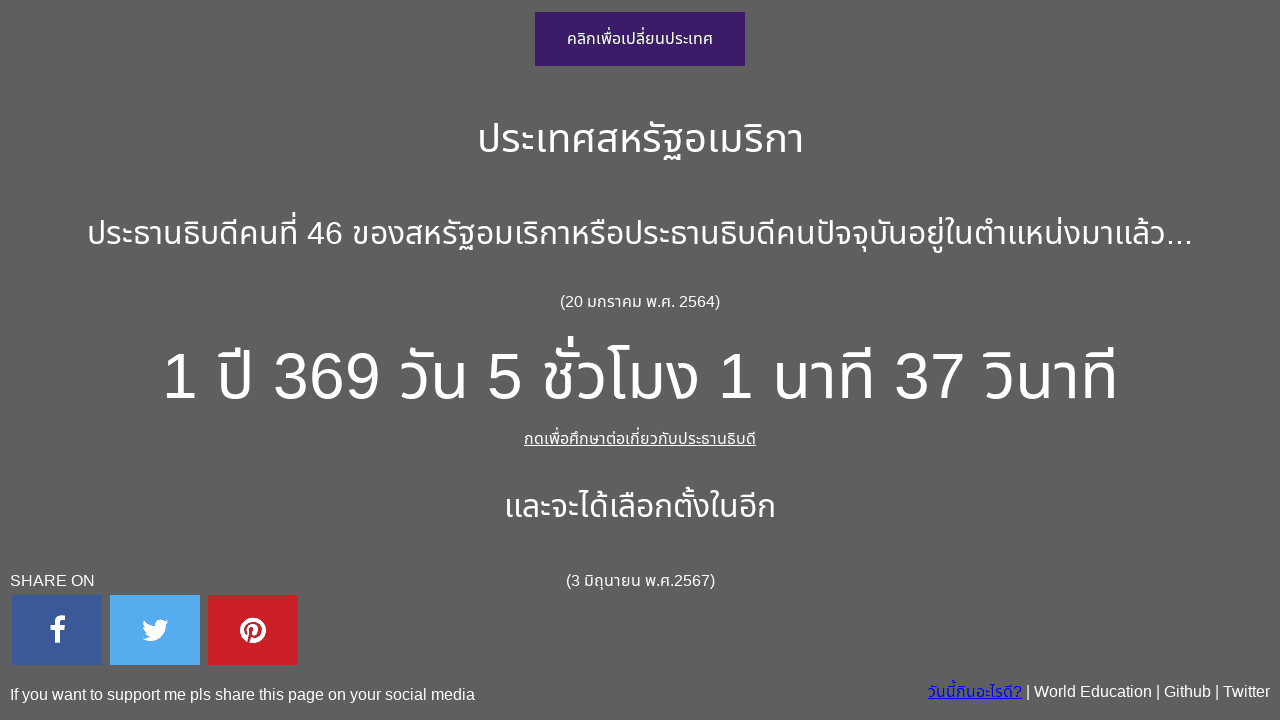 คลิกเพื่อเปลี่ยนประเทศ
ประเทศสหรัฐอเมริกา
ประธานธิบดีคนที่ 46 ของสหรัฐอมเริกาหรือประธานธิบดีคนปัจจุบันอยู่ในตำแหน่งมาแล้ว...
(20 มกราคม พ.ศ. 2564)
1 ปี 369 วัน 5 ชั่วโมง 1 นาที 37 วินาที
กดเพื่อศึกษาต่อเกี่ยวกับประธานธิบดี
และจะได้เลือกตั้งในอีก
(3 มิถุนายน พ.ศ.2567)
SHARE ON
If you want to support me pls share this page on your social media
วันนี้กินอะไรดี? | World Education | Github | Twitter